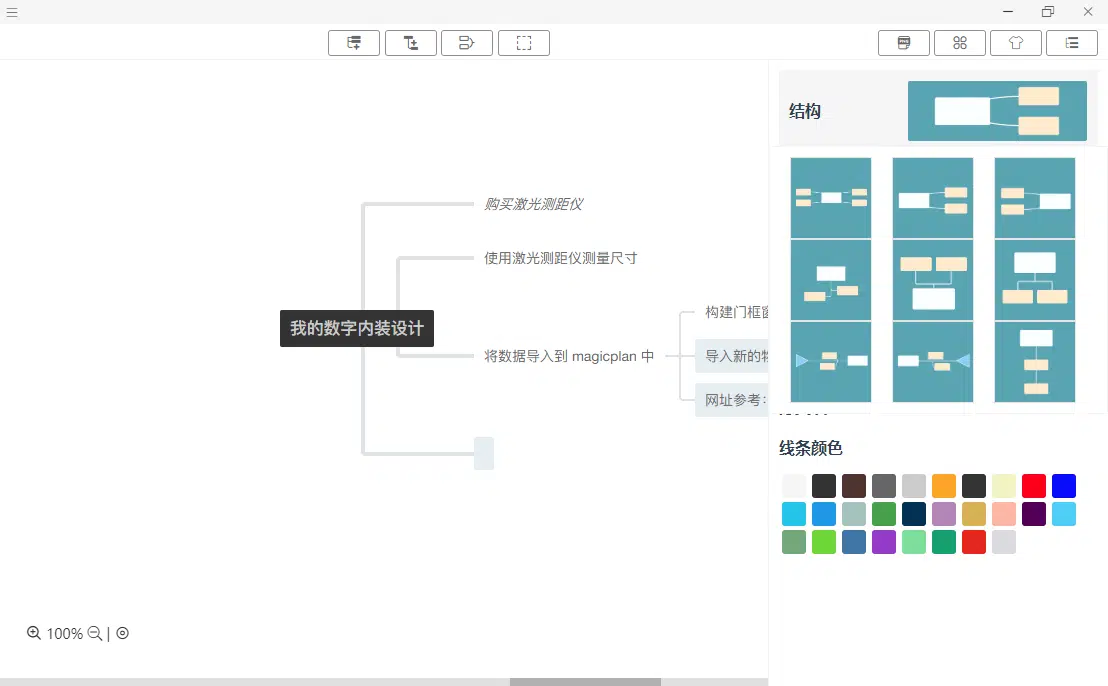 结构
购买激光测距仪
使用激光测距仪测量尺寸
我的数字内装设计
构建门框窗
将数据导入到 magicplan 中
导入新的物
网址参考:
线条颜色
100%